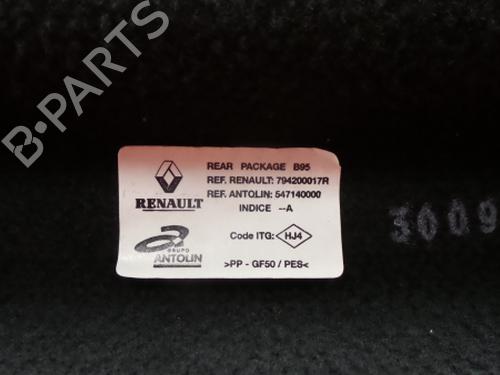 REAR PACKAGE B95
REF. RENAULT: 794200017R
REF. ANTOLIN: 547140000
INDICE --A
RENAULT
Code ITG: HJ4
GRUPO
ANTOLIN
>PP - GF50 / PES<
3009
B-PARTS